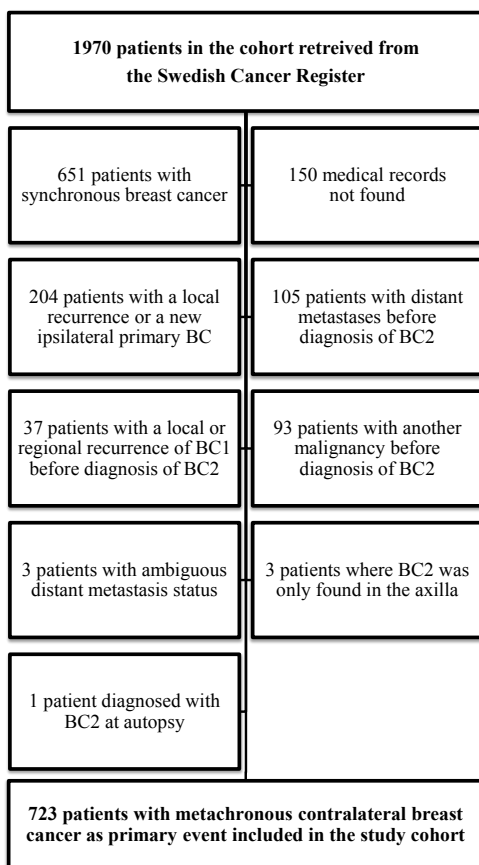 1970 patients in the cohort retreived from
the Swedish Cancer Register
651 patients with
synchronous breast cancer
150 medical records
not found
204 patients with a local
recurrence or a new
ipsilateral primary BC
105 patients with distant
metastases before
diagnosis of BC2
37 patients with a local or
regional recurrence of BC1
before diagnosis of BC2
93 patients with another
malignancy before
diagnosis of BC2
3 patients with ambiguous
distant metastasis status
3 patients where BC2 was
only found in the axilla
1 patient diagnosed with
BC2 at autopsy
723 patients with metachronous contralateral breast
cancer as primary event included in the study cohort